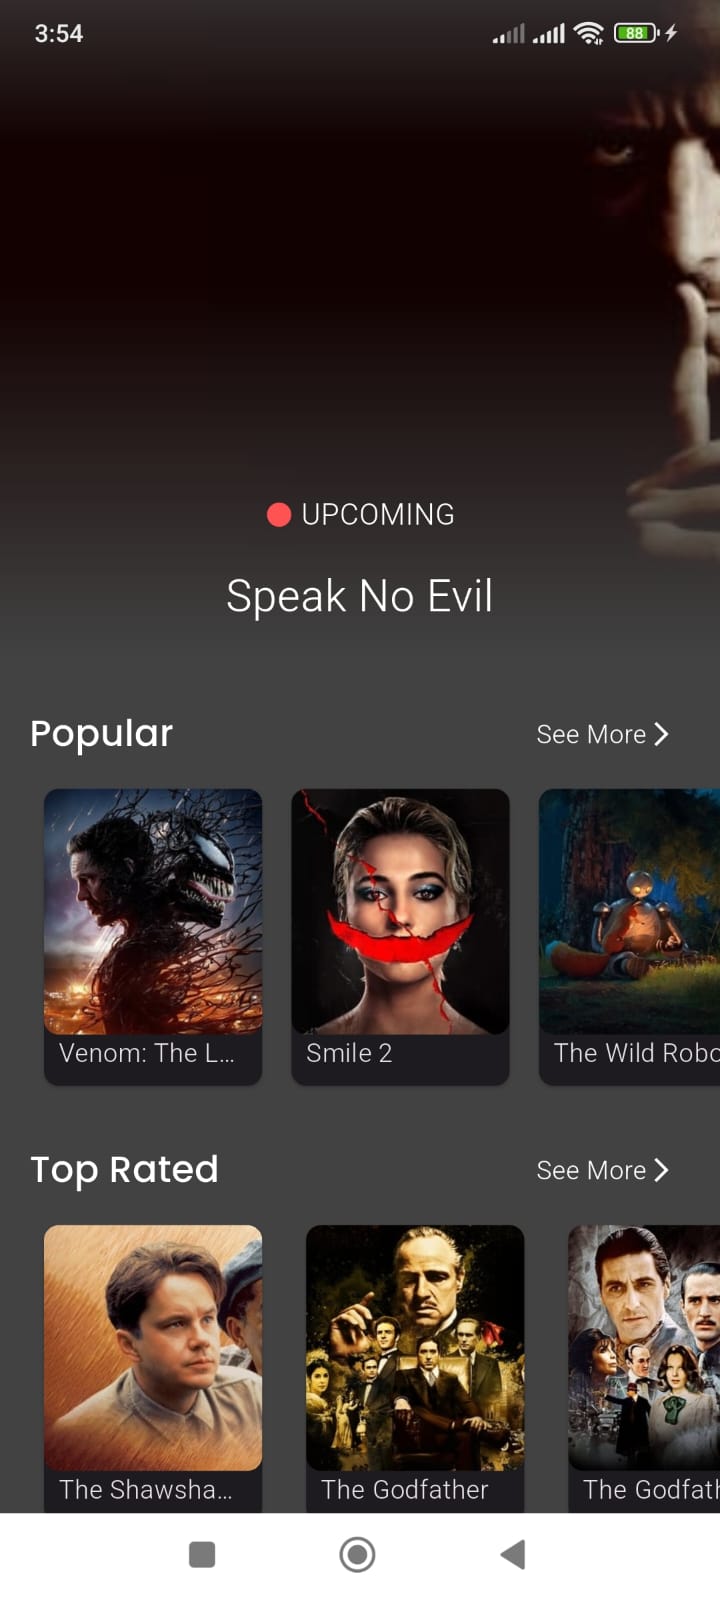 3:54
88
UPCOMING
Speak No Evil
Popular
See More
Venom: The L...
Smile 2
The Wild Robo
Top Rated
See More
The Shawsha...
The Godfather
The Godfath